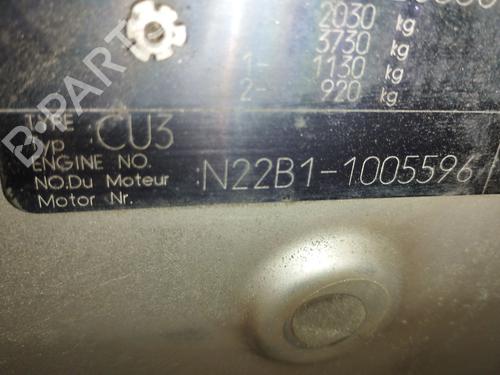 2030 kg
3730 kg
1- 1130 kg
2- 920 kg
TYPE
Typ :CU3
ENGINE NO.
NO.Du Moteur :N22B1-1005596
Motor Nr.
B-PARTS